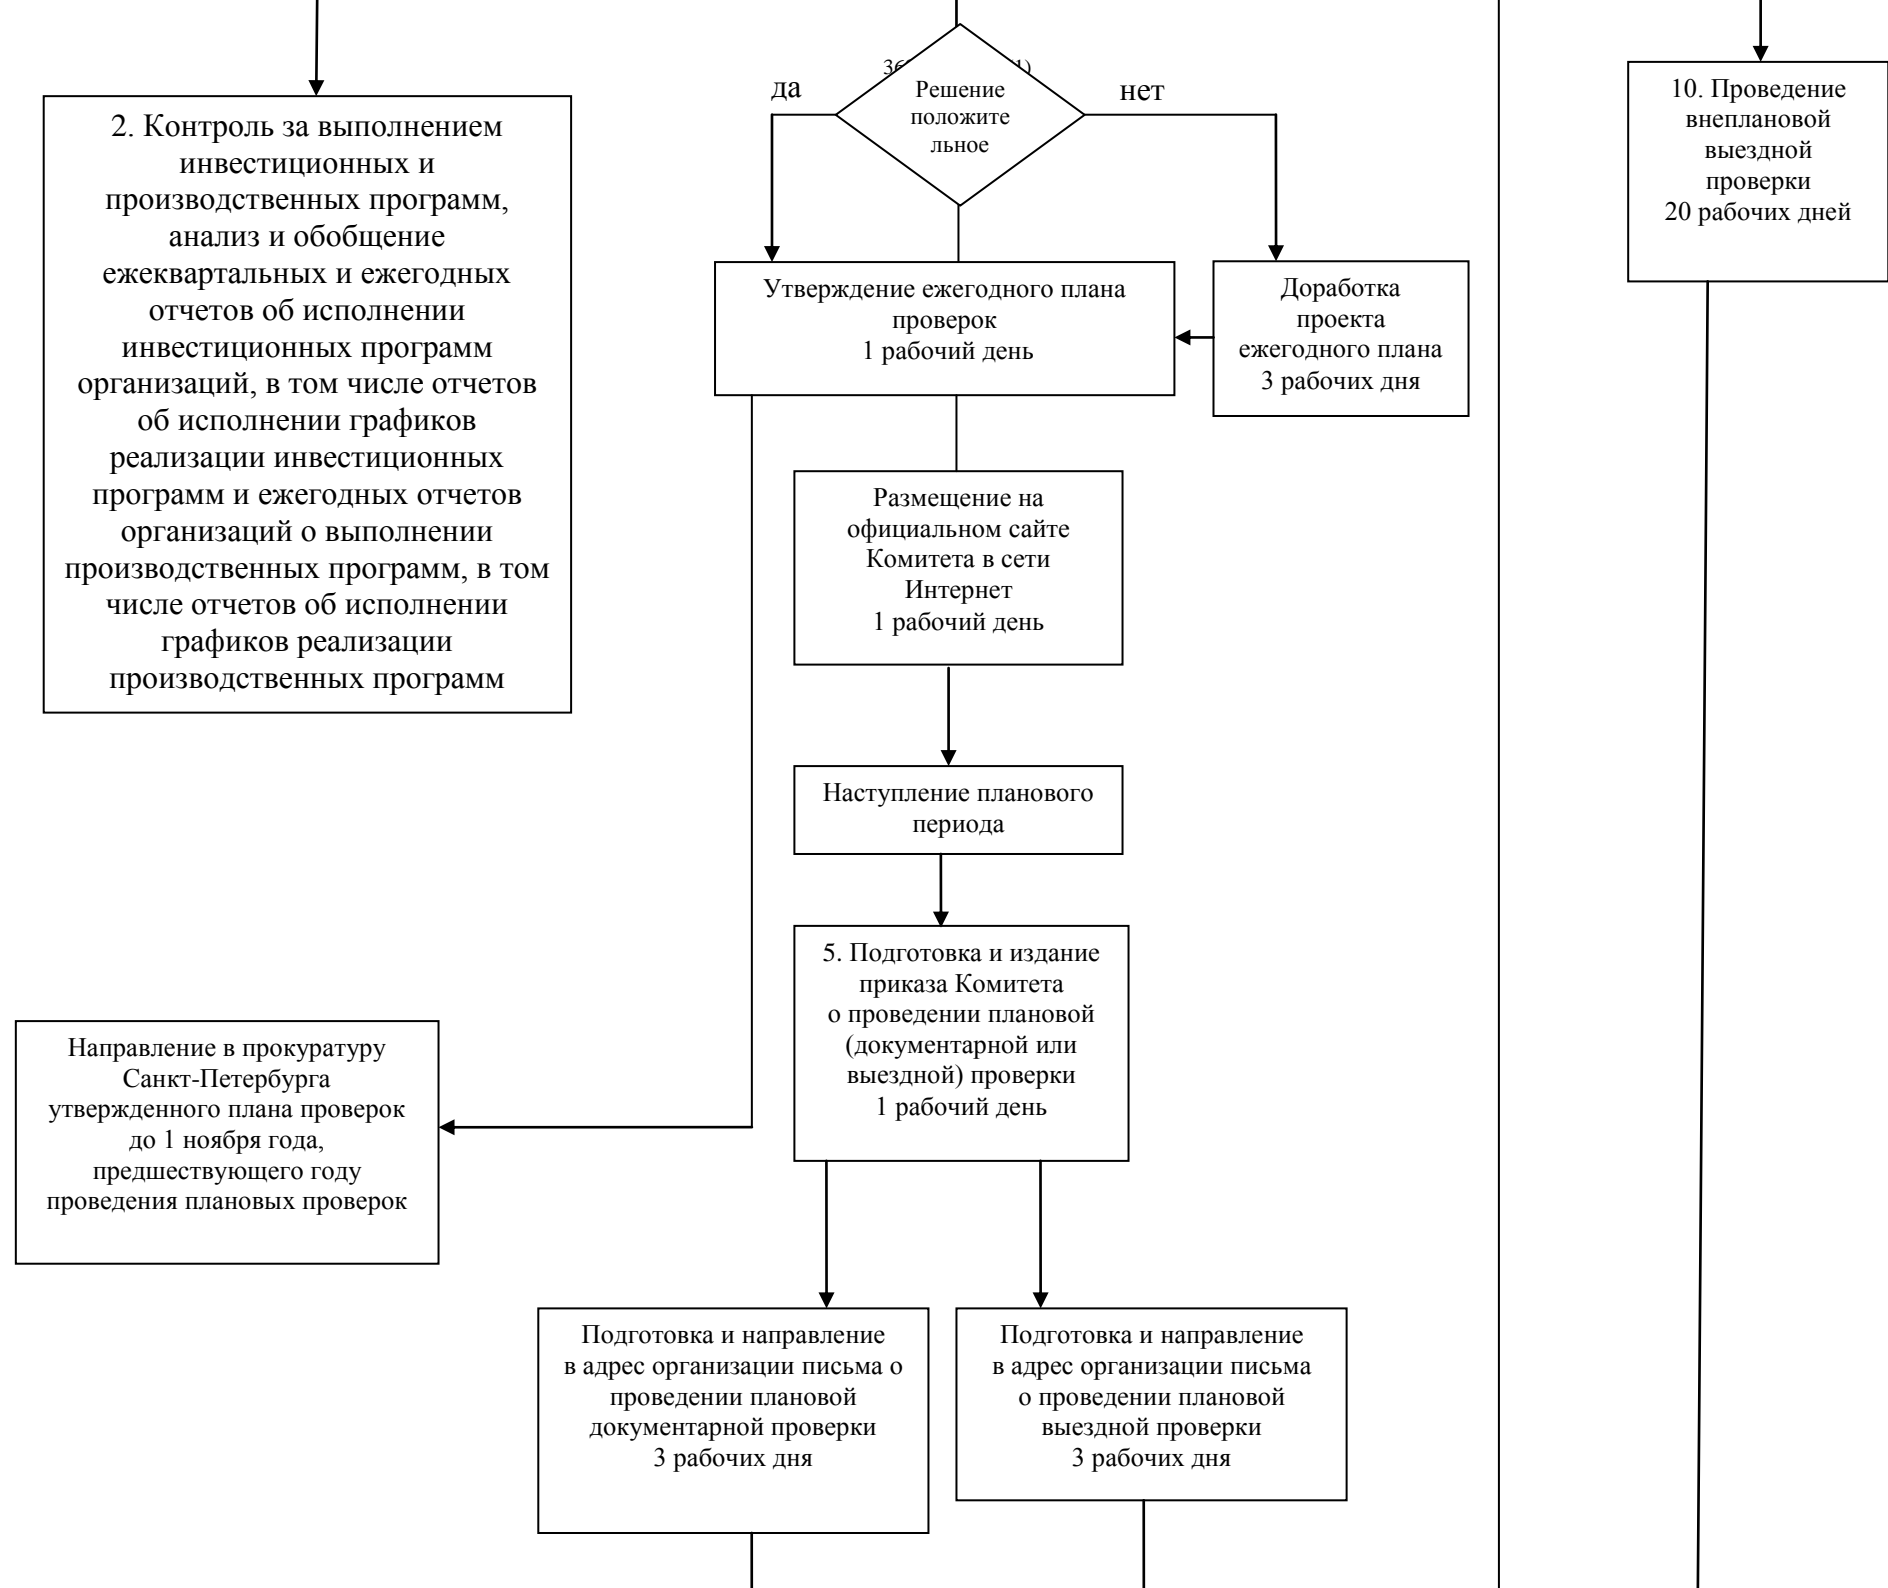 да
нет
Решение
положите
льное
2. Контроль за выполнением
инвестиционных и
производственных программ,
анализ и обобщение
ежеквартальных и ежегодных
отчетов об исполнении
инвестиционных программ
организаций, в том числе отчетов
об исполнении графиков
реализации инвестиционных
программ и ежегодных отчетов
организаций о выполнении
производственных программ, в том
числе отчетов об исполнении
графиков реализации
производственных программ
10. Проведение
внеплановой
выездной
проверки
20 рабочих дней
Утверждение ежегодного плана
проверок
1 рабочий день
Доработка
проекта
ежегодного плана
3 рабочих дня
Размещение на
официальном сайте
Комитета в сети
Интернет
1 рабочий день
Наступление планового
периода
5. Подготовка и издание
приказа Комитета
о проведении плановой
(документарной или
выездной) проверки
1 рабочий день
Направление в прокуратуру
Санкт-Петербурга
утвержденного плана проверок
до 1 ноября года,
предшествующего году
проведения плановых проверок
Подготовка и направление
в адрес организации письма о
проведении плановой
документарной проверки
3 рабочих дня
Подготовка и направление
в адрес организации письма
о проведении плановой
выездной проверки
3 рабочих дня